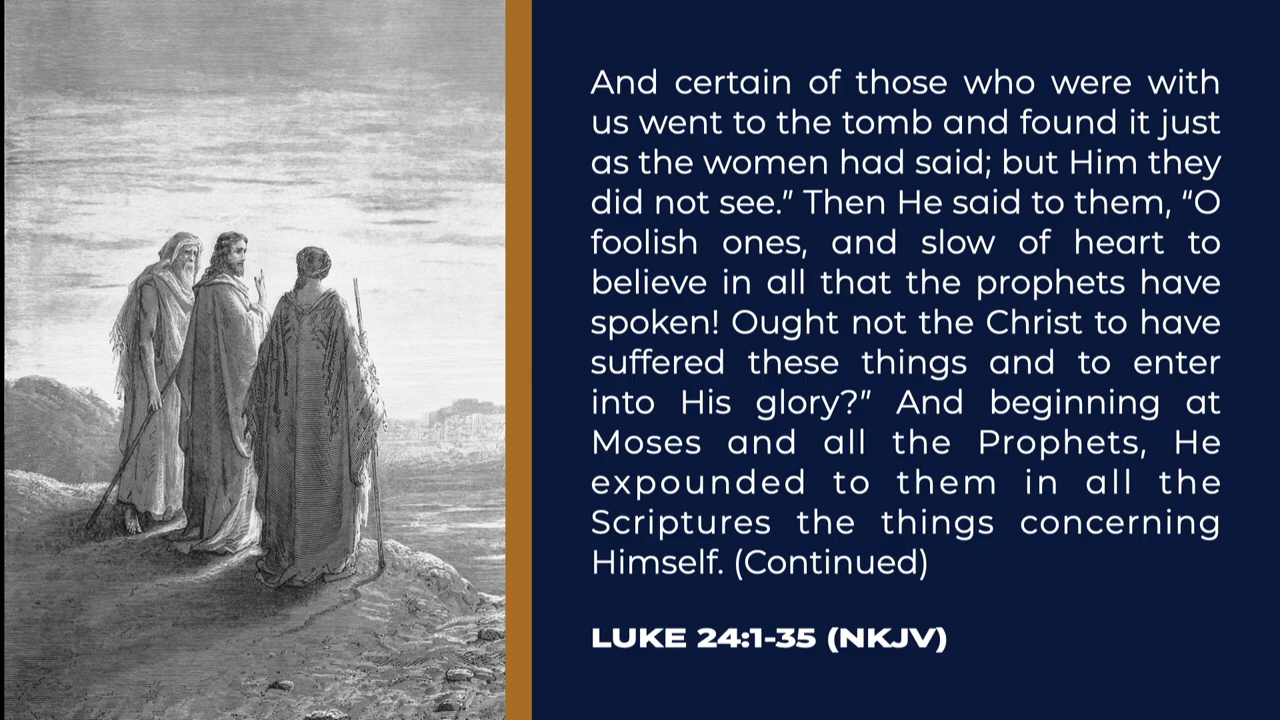 And certain of those who were with
us went to the tomb and found it just
as the women had said; but Him they
did not see.” Then He said to them, “O
foolish ones, and slow of heart to
believe in all that the prophets have
spoken! Ought not the Christ to have
suffered these things and to enter
into His glory?” And beginning at
Moses and all the Prophets, He
expounded to them in all the
Scriptures the things concerning
Himself. (Continued)
LUKE 24:1-35 (NKJV)